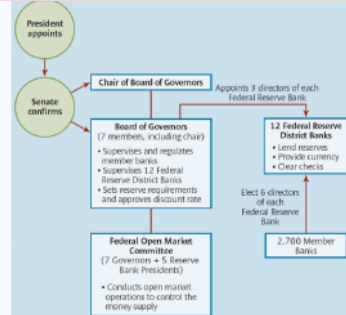 President
appoints
Senate
confirms
Chair of Board of Governors
Appoints 3 directors of each
Federal Reserve Bank
Board of Governors
(7 members, including chair)
• Supervises and regulates
member banks
• Supervises 12 Federal
Reserve District Banks
• Sets reserve requirements
and approves discount rate
12 Federal Reserve
District Banks
• Lend reserves
• Provide currency
• Clear checks
Elect 6 directors
of each
Federal Reserve
Bank
2,700 Member
Banks
Federal Open Market
Committee
(7 Governors + 5 Reserve
Bank Presidents)
• Conducts open market
operations to control the
money supply